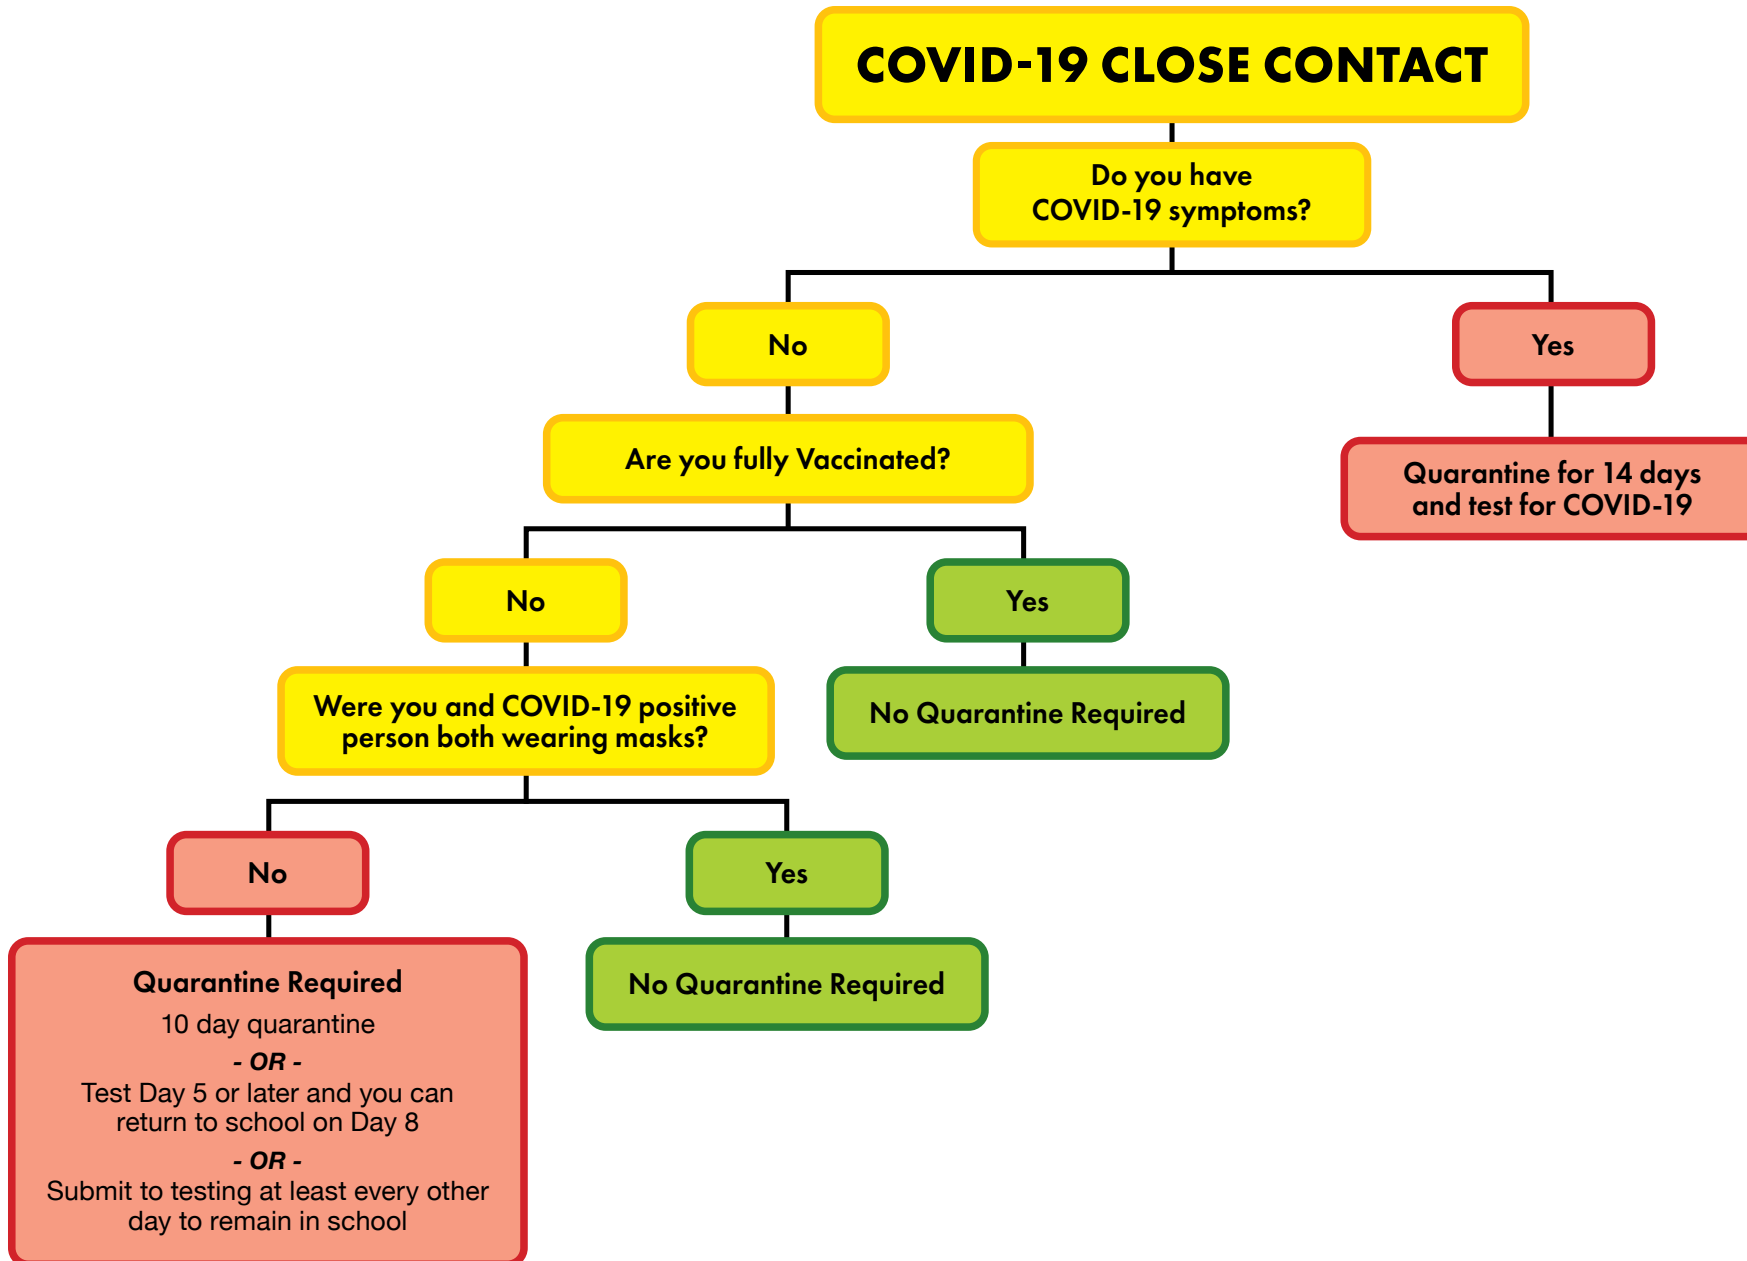 COVID-19 CLOSE CONTACT
Do you have
COVID-19 symptoms?
No
Yes
Are you fully Vaccinated?
Quarantine for 14 days
and test for COVID-19
No
Yes
Were you and COVID-19 positive
person both wearing masks?
No Quarantine Required
No
Yes
Quarantine Required
10 day quarantine
- OR -
Test Day 5 or later and you can
return to school on Day 8
- OR -
Submit to testing at least every other
day to remain in school
No Quarantine Required